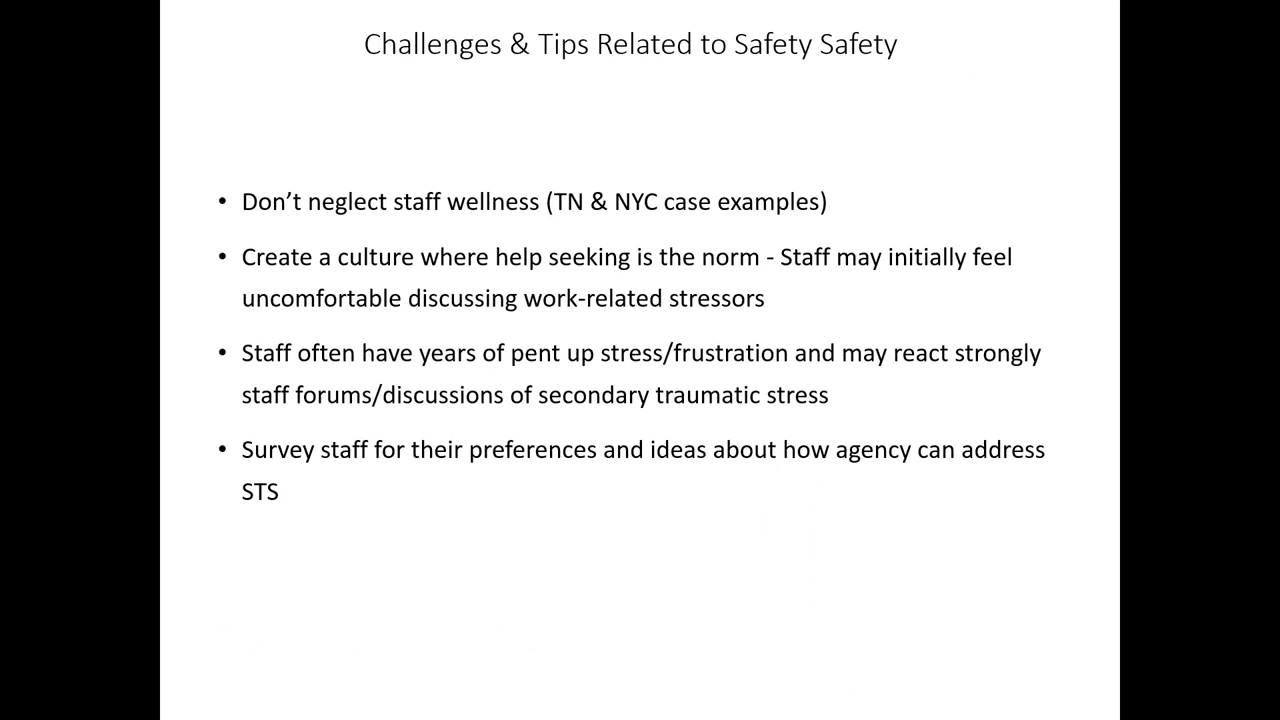 Challenges & Tips Related to Safety Safety
• Don’t neglect staff wellness (TN & NYC case examples)
• Create a culture where help seeking is the norm - Staff may initially feel
uncomfortable discussing work-related stressors
• Staff often have years of pent up stress/frustration and may react strongly
staff forums/discussions of secondary traumatic stress
• Survey staff for their preferences and ideas about how agency can address
STS